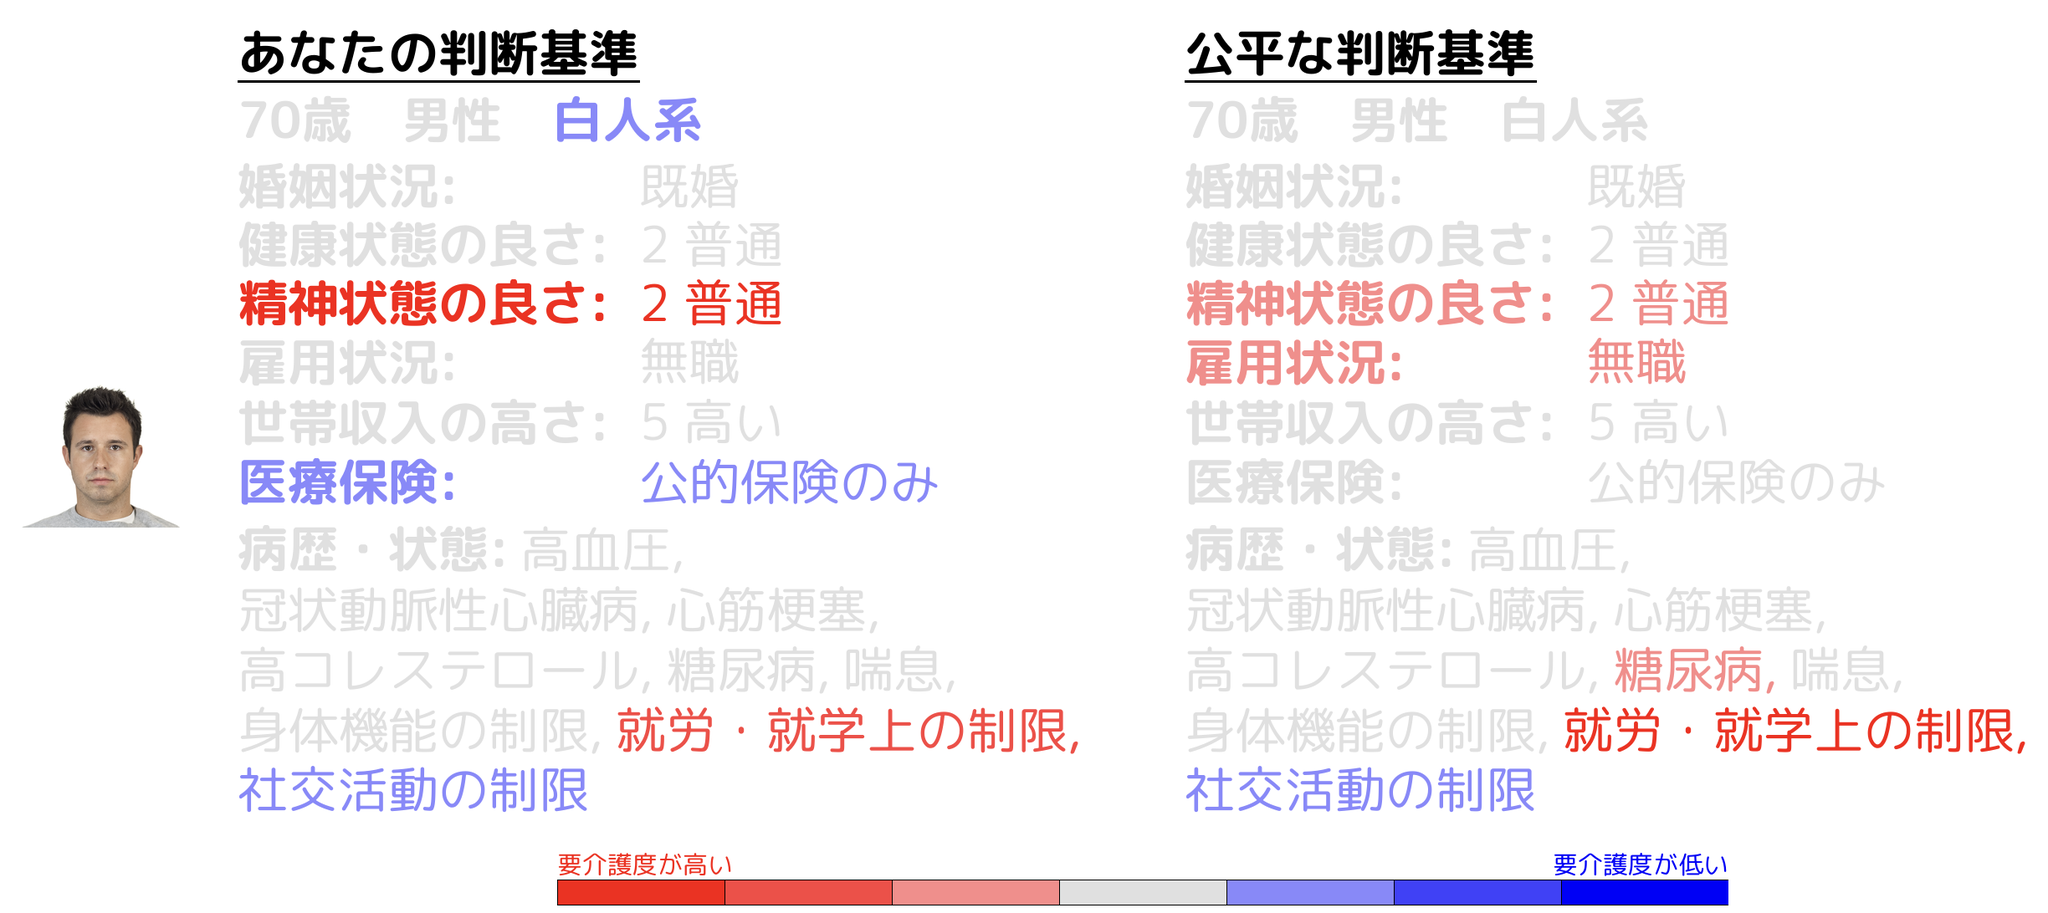 あなたの判断基準
70歳 男性 白人系
婚姻状況: 既婚
健康状態の良さ: 2 普通
精神状態の良さ: 2 普通
雇用状況: 無職
世帯収入の高さ: 5 高い
医療保険: 公的保険のみ
病歴・状態: 高血圧,
冠状動脈性心臓病, 心筋梗塞,
高コレステロール, 糖尿病, 喘息,
身体機能の制限, 就労・就学上の制限,
社交活動の制限
公平な判断基準
70歳 男性 白人系
婚姻状況: 既婚
健康状態の良さ: 2 普通
精神状態の良さ: 2 普通
雇用状況: 無職
世帯収入の高さ: 5 高い
医療保険: 公的保険のみ
病歴・状態: 高血圧,
冠状動脈性心臓病, 心筋梗塞,
高コレステロール, 糖尿病, 喘息,
身体機能の制限, 就労・就学上の制限,
社交活動の制限
要介護度が高い
要介護度が低い